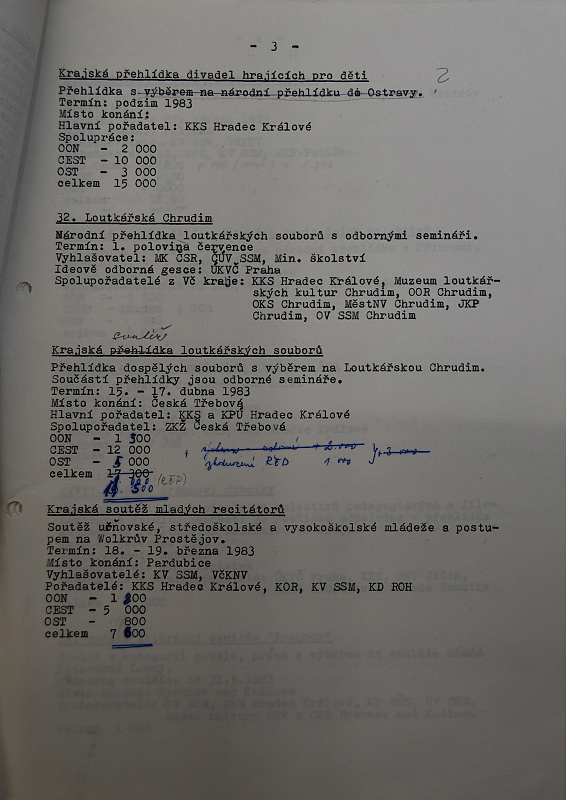 - 3 -
Krajská přehlídka divadel hrajících pro děti
2
Přehlídka s výběrem na národní přehlídku do Ostravy.
Termín: podzim 1983
Místo konání:
Hlavní pořadatel: KKS Hradec Králové
Spolupráce:
OON - 2 000
CEST - 10 000
OST - 3 000
celkem 15 000
32. Loutkářská Chrudim
Národní přehlídka loutkářských souborů s odbornými semináři.
Termín: 1. polovina července
Vyhlašovatel: MK ČSR, ČÚV SSM, Min. školství
Ideově odborná gesce: ÚKVČ Praha
Spolupořadatelé z Vč kraje: KKS Hradec Králové, Muzeum loutkář-
ských kultur Chrudim, OOR Chrudim,
OKS Chrudim, MěstNV Chrudim, JKP
Chrudim, OV SSM Chrudim
soutěž
Krajská přehlídka loutkářských souborů
Přehlídka dospělých souborů s výběrem na Loutkářskou Chrudim.
Součástí přehlídky jsou odborné semináře.
Termín: 15. - 17. dubna 1983
Místo konání: Česká Třebová
Hlavní pořadatel: KKS a KPÚ Hradec Králové
Spolupořadatel: ZKŽ Česká Třebová
OON - 1 500
CEST - 12 000
OST - 5 000
zhotovení ŘED 1 000
celkem 17 300
500
Krajská soutěž mladých recitátorů
Soutěž učňovské, středoškolské a vysokoškolské mládeže a postu-
pem na Wolkrův Prostějov.
Termín: 18. - 19. března 1983
Místo konání: Pardubice
Vyhlašovatelé: KV SSM, VčKNV
Pořadatelé: KKS Hradec Králové, KOR, KV SSM, KD ROH
OON - 1 800
CEST - 5 000
OST - 800
celkem 7 600